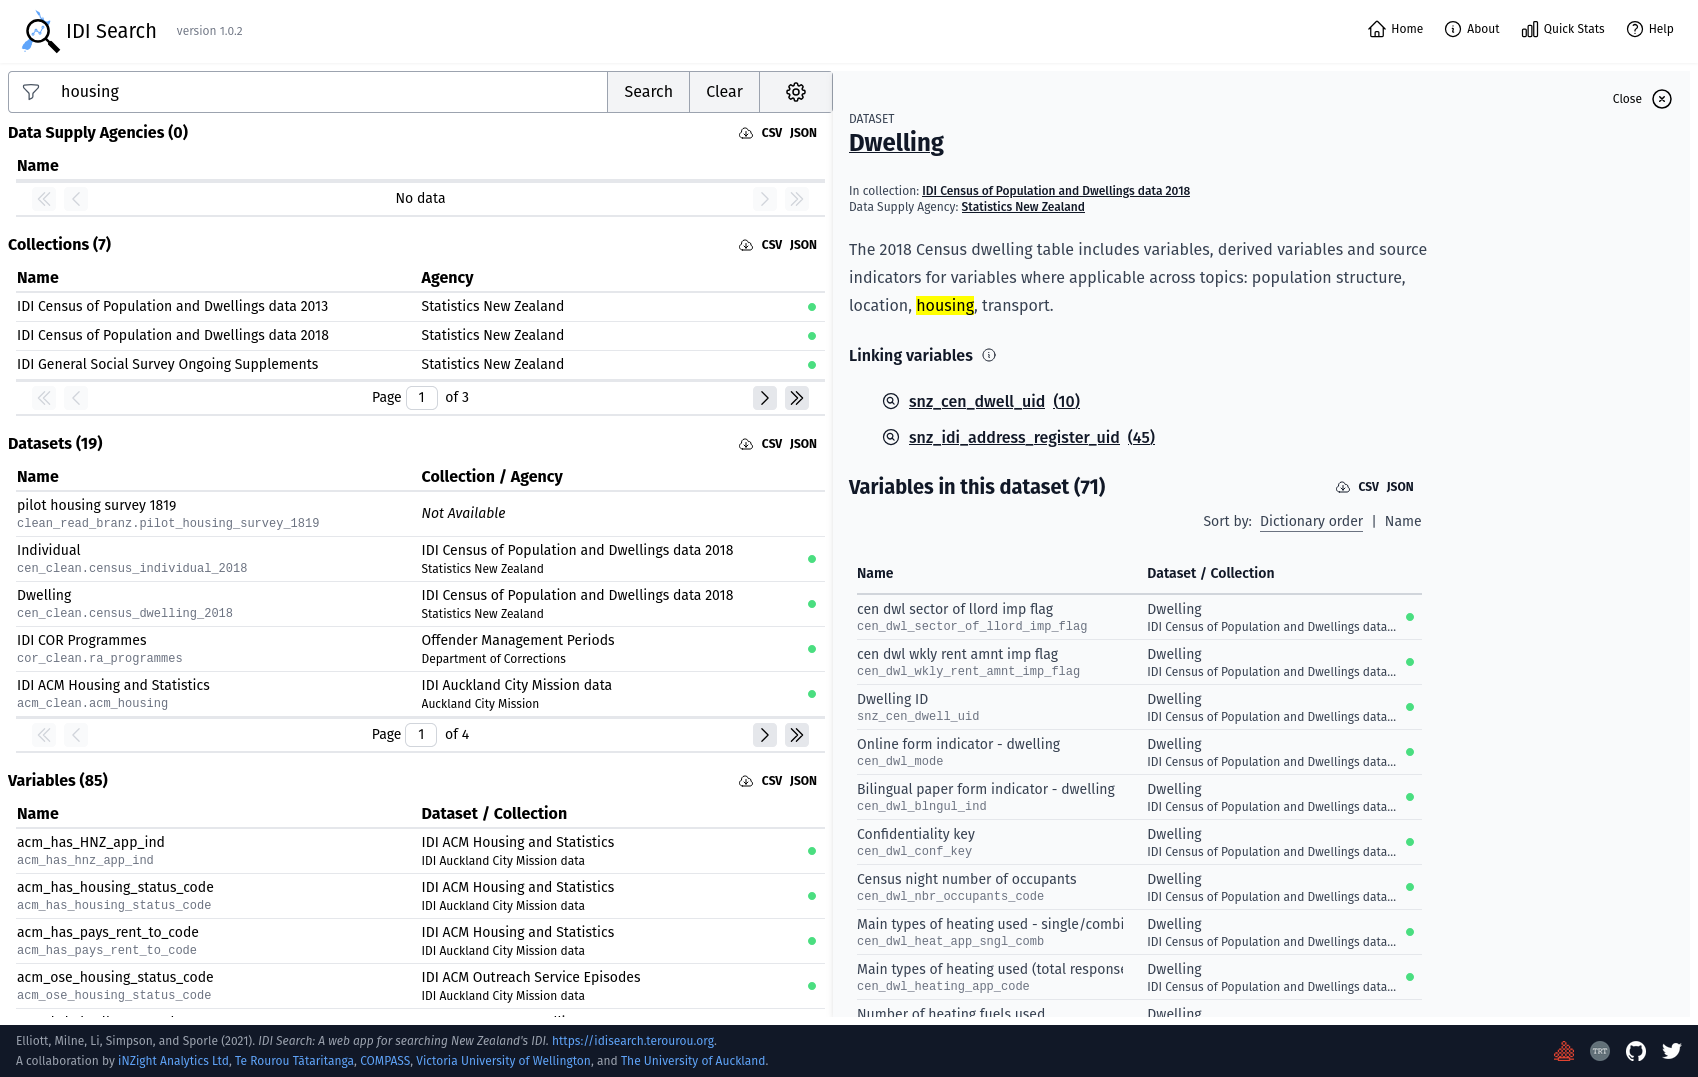 IDI Search
version 1.0.2
Home
About
Quick Stats
Help
housing
Search
Clear
Data Supply Agencies (0)
CSV JSON
Name
No data
Collections (7)
CSV JSON
Name Agency
IDI Census of Population and Dwellings data 2013 Statistics New Zealand
IDI Census of Population and Dwellings data 2018 Statistics New Zealand
IDI General Social Survey Ongoing Supplements Statistics New Zealand
Page 1 of 3
Datasets (19)
CSV JSON
Name Collection / Agency
pilot housing survey 1819
clean_read_branz.pilot_housing_survey_1819
Not Available
Individual
cen_clean.census_individual_2018
IDI Census of Population and Dwellings data 2018
Statistics New Zealand
Dwelling
cen_clean.census_dwelling_2018
IDI Census of Population and Dwellings data 2018
Statistics New Zealand
IDI COR Programmes
cor_clean.ra_programmes
Offender Management Periods
Department of Corrections
IDI ACM Housing and Statistics
acm_clean.acm_housing
IDI Auckland City Mission data
Auckland City Mission
Page 1 of 4
Variables (85)
CSV JSON
Name Dataset / Collection
acm_has_HNZ_app_ind
acm_has_hnz_app_ind
IDI ACM Housing and Statistics
IDI Auckland City Mission data
acm_has_housing_status_code
acm_has_housing_status_code
IDI ACM Housing and Statistics
IDI Auckland City Mission data
acm_has_pays_rent_to_code
acm_has_pays_rent_to_code
IDI ACM Housing and Statistics
IDI Auckland City Mission data
acm_ose_housing_status_code
acm_ose_housing_status_code
IDI ACM Outreach Service Episodes
IDI Auckland City Mission data
Close
DATASET
Dwelling
In collection: IDI Census of Population and Dwellings data 2018
Data Supply Agency: Statistics New Zealand
The 2018 Census dwelling table includes variables, derived variables and source
indicators for variables where applicable across topics: population structure,
location, housing, transport.
Linking variables
snz_cen_dwell_uid (10)
snz_idi_address_register_uid (45)
Variables in this dataset (71)
CSV JSON
Sort by: Dictionary order | Name
Name Dataset / Collection
cen dwl sector of llord imp flag
cen_dwl_sector_of_llord_imp_flag
Dwelling
IDI Census of Population and Dwellings data...
cen dwl wkly rent amnt imp flag
cen_dwl_wkly_rent_amnt_imp_flag
Dwelling
IDI Census of Population and Dwellings data...
Dwelling ID
snz_cen_dwell_uid
Dwelling
IDI Census of Population and Dwellings data...
Online form indicator - dwelling
cen_dwl_mode
Dwelling
IDI Census of Population and Dwellings data...
Bilingual paper form indicator - dwelling
cen_dwl_blngul_ind
Dwelling
IDI Census of Population and Dwellings data...
Confidentiality key
cen_dwl_conf_key
Dwelling
IDI Census of Population and Dwellings data...
Census night number of occupants
cen_dwl_nbr_occupants_code
Dwelling
IDI Census of Population and Dwellings data...
Main types of heating used - single/combi
cen_dwl_heat_app_sngl_comb
Dwelling
IDI Census of Population and Dwellings data...
Main types of heating used (total response
cen_dwl_heating_app_code
Dwelling
IDI Census of Population and Dwellings data...
Number of heating fuels used
Dwelling
Elliott, Milne, Li, Simpson, and Sporle (2021). IDI Search: A web app for searching New Zealand's IDI. https://idisearch.terourou.org.
A collaboration by iNZight Analytics Ltd, Te Rourou Tātaritanga, COMPASS, Victoria University of Wellington, and The University of Auckland.
TRT